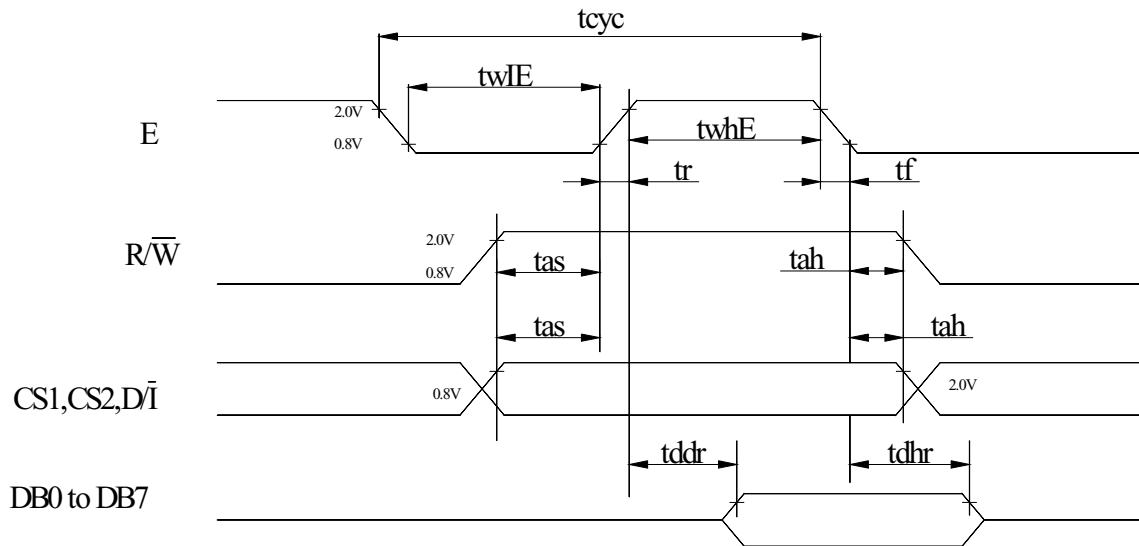 tcyc
twIE
2.0V
E
0.8V
twhE
tr
tf
R/W̅
2.0V
0.8V
tas
tah
tas
tah
CS1,CS2,D/I̅
0.8V
2.0V
tddr
tdhr
DB0 to DB7